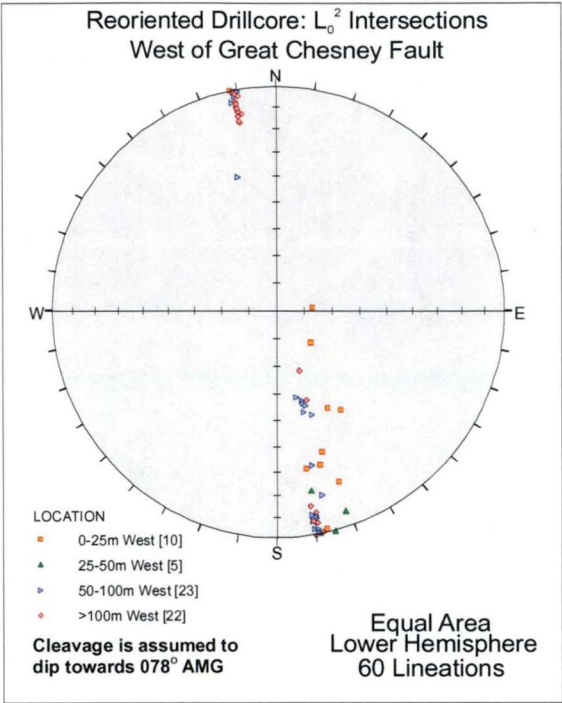 Reoriented Drillcore: L₀² Intersections
West of Great Chesney Fault
N
W
E
S
LOCATION
0-25m West [10]
25-50m West [5]
50-100m West [23]
>100m West [22]
Cleavage is assumed to
dip towards 078° AMG
Equal Area
Lower Hemisphere
60 Lineations